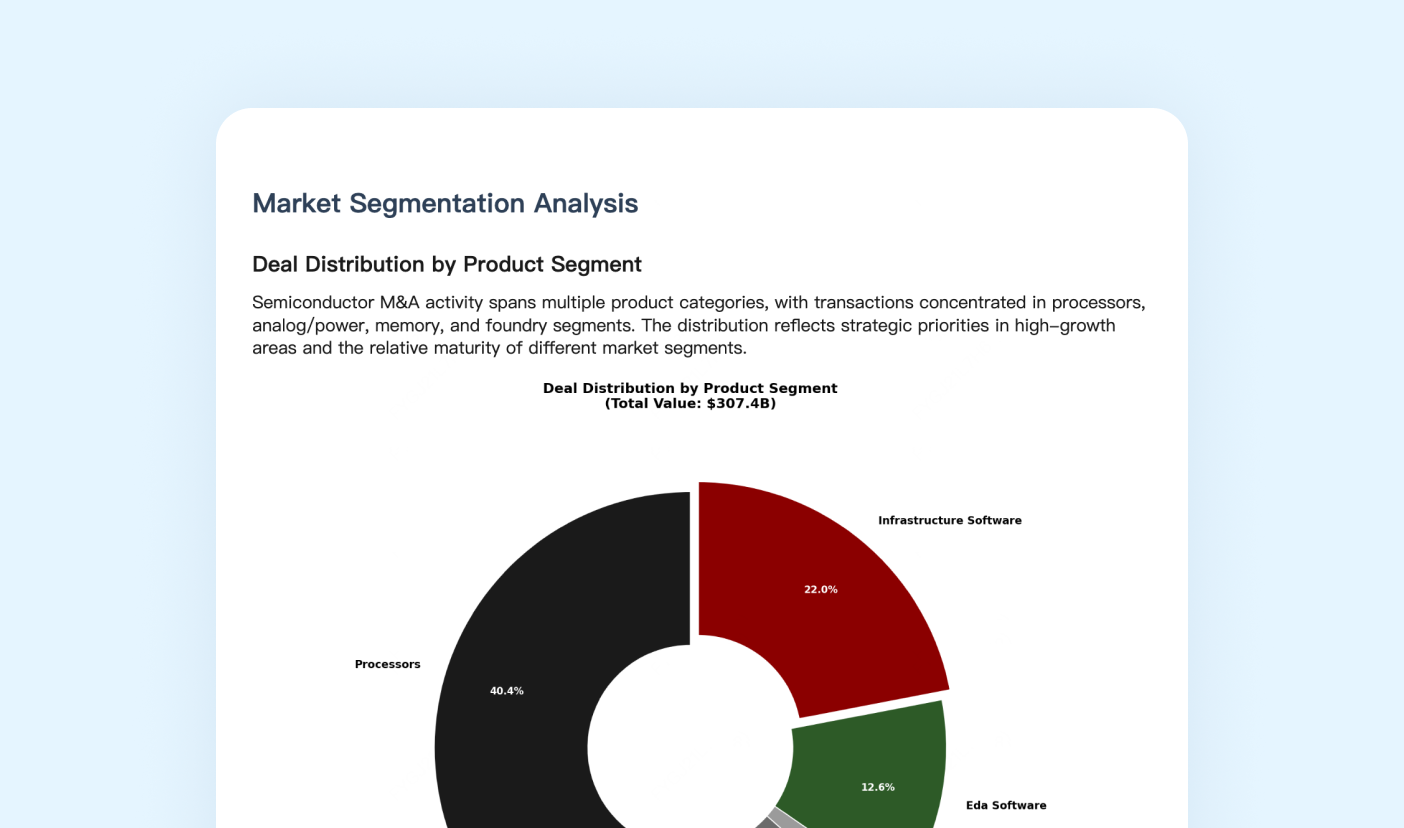 Market Segmentation Analysis
Deal Distribution by Product Segment
Semiconductor M&A activity spans multiple product categories, with transactions concentrated in processors,
analog/power, memory, and foundry segments. The distribution reflects strategic priorities in high-growth
areas and the relative maturity of different market segments.
Deal Distribution by Product Segment
(Total Value: $307.4B)
Infrastructure Software
22.0%
Processors
40.4%
12.6%
Eda Software